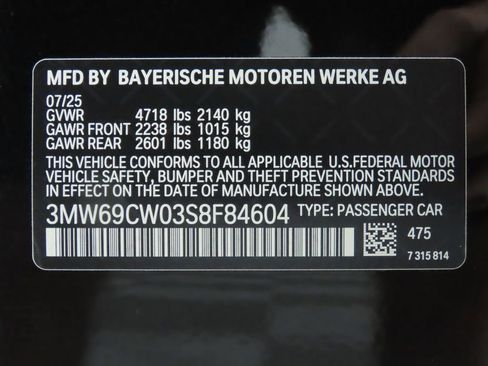 MFD BY BAYERISCHE MOTOREN WERKE AG
07/25
GVWR 4718 lbs 2140 kg
GAWR FRONT 2238 lbs 1015 kg
GAWR REAR 2601 lbs 1180 kg
THIS VEHICLE CONFORMS TO ALL APPLICABLE U.S.FEDERAL MOTOR
VEHICLE SAFETY, BUMPER AND THEFT PREVENTION STANDARDS
IN EFFECT ON THE DATE OF MANUFACTURE SHOWN ABOVE.
3MW69CW03S8F84604 TYPE: PASSENGER CAR
475
7 315 814